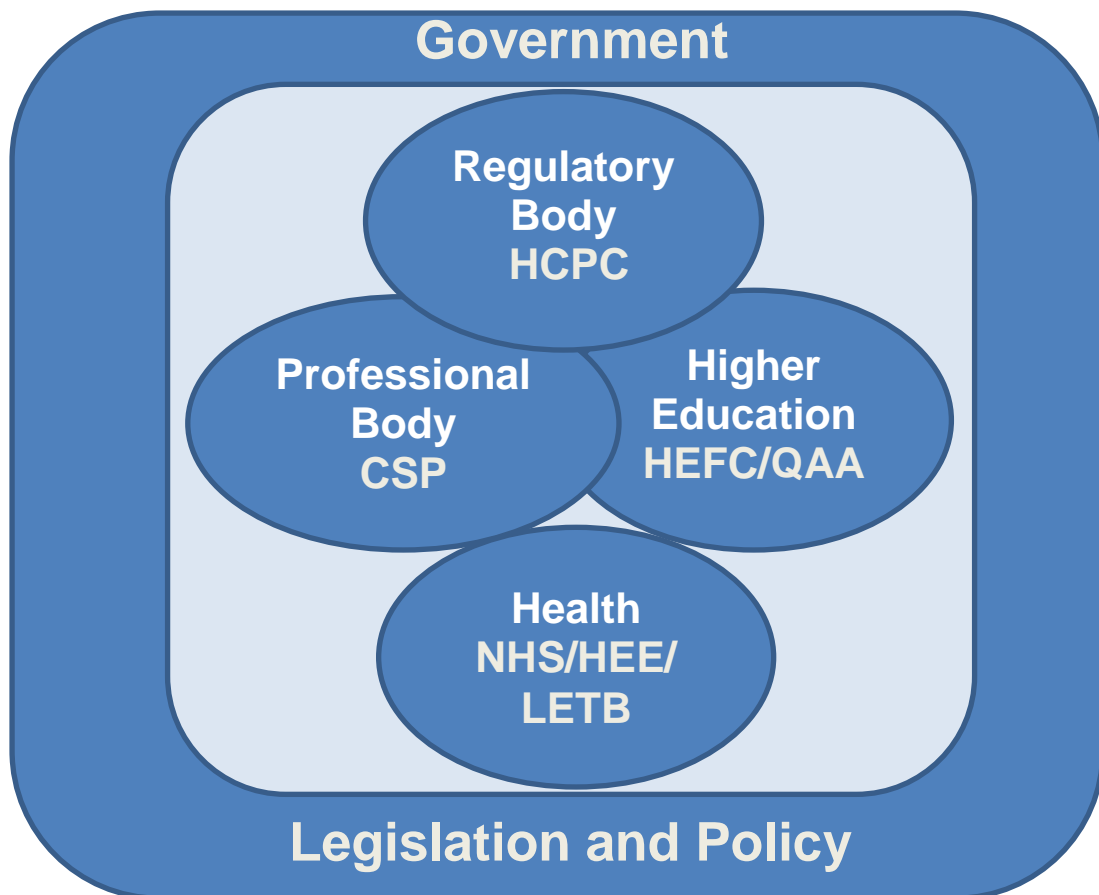 Government
Regulatory
Body
HCPC
Professional
Body
CSP
Higher
Education
HEFC/QAA
Health
NHS/HEE/
LETB
Legislation and Policy